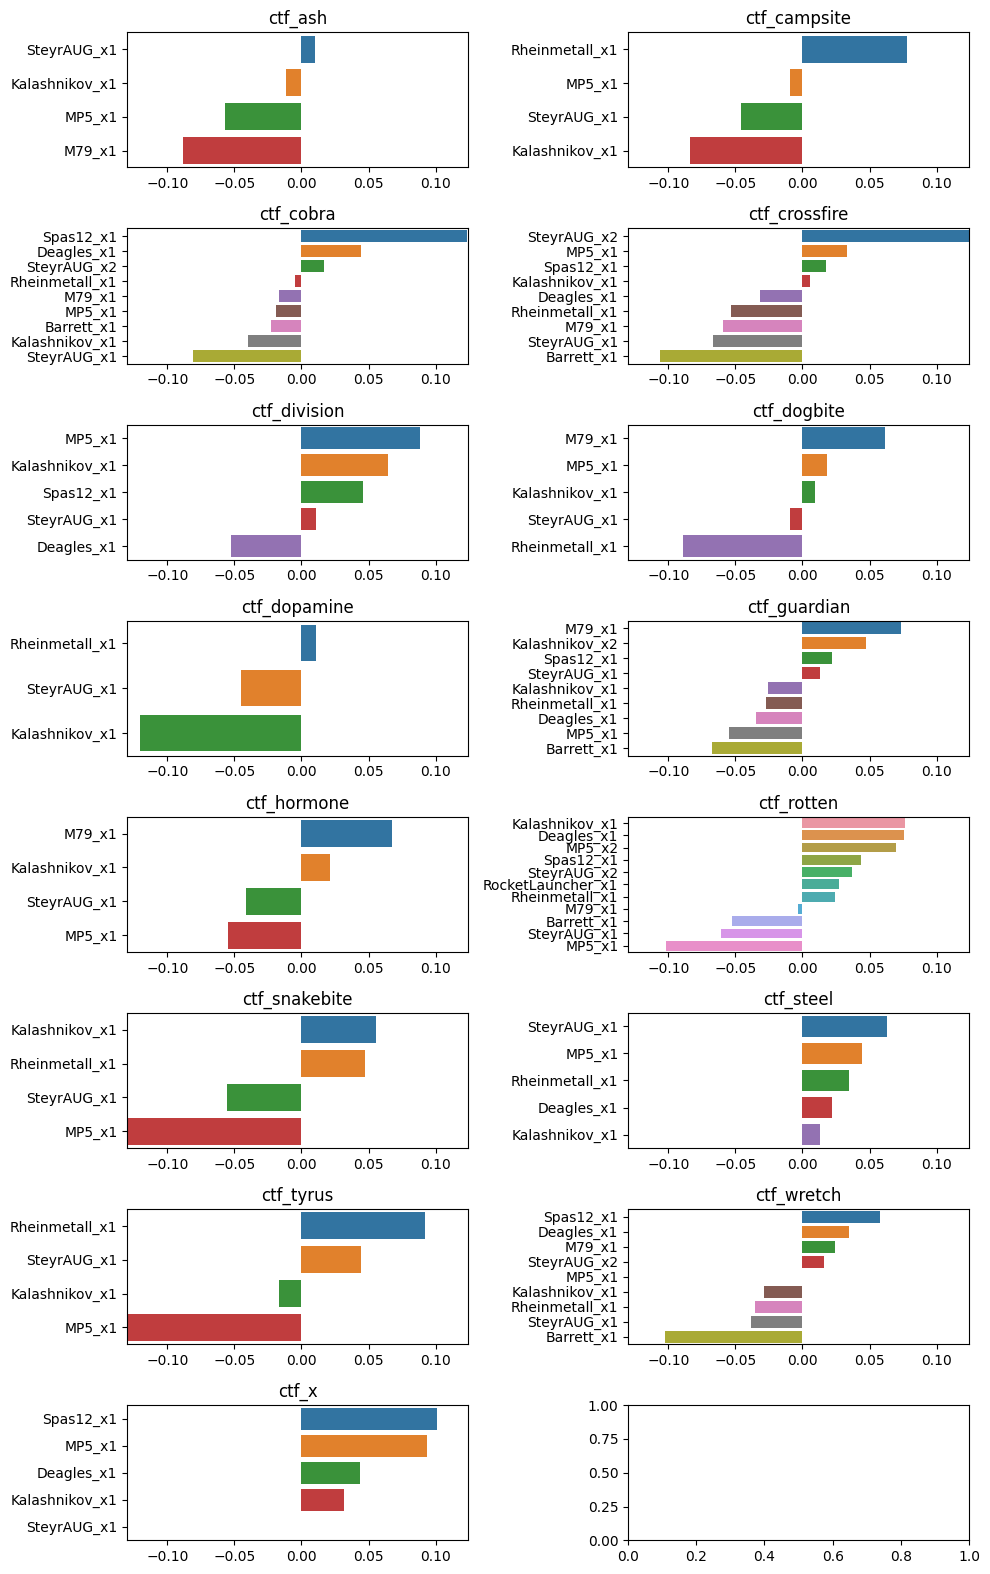 ctf_ash
SteyrAUG_x1
Kalashnikov_x1
MP5_x1
M79_x1
−0.10 −0.05 0.00 0.05 0.10
ctf_campsite
Rheinmetall_x1
MP5_x1
SteyrAUG_x1
Kalashnikov_x1
−0.10 −0.05 0.00 0.05 0.10
ctf_cobra
Spas12_x1
Deagles_x1
SteyrAUG_x2
Rheinmetall_x1
M79_x1
MP5_x1
Barrett_x1
Kalashnikov_x1
SteyrAUG_x1
−0.10 −0.05 0.00 0.05 0.10
ctf_crossfire
SteyrAUG_x2
MP5_x1
Spas12_x1
Kalashnikov_x1
Deagles_x1
Rheinmetall_x1
M79_x1
SteyrAUG_x1
Barrett_x1
−0.10 −0.05 0.00 0.05 0.10
ctf_division
MP5_x1
Kalashnikov_x1
Spas12_x1
SteyrAUG_x1
Deagles_x1
−0.10 −0.05 0.00 0.05 0.10
ctf_dogbite
M79_x1
MP5_x1
Kalashnikov_x1
SteyrAUG_x1
Rheinmetall_x1
−0.10 −0.05 0.00 0.05 0.10
ctf_dopamine
Rheinmetall_x1
SteyrAUG_x1
Kalashnikov_x1
−0.10 −0.05 0.00 0.05 0.10
ctf_guardian
M79_x1
Kalashnikov_x2
Spas12_x1
SteyrAUG_x1
Kalashnikov_x1
Rheinmetall_x1
Deagles_x1
MP5_x1
Barrett_x1
−0.10 −0.05 0.00 0.05 0.10
ctf_hormone
M79_x1
Kalashnikov_x1
SteyrAUG_x1
MP5_x1
−0.10 −0.05 0.00 0.05 0.10
ctf_rotten
Kalashnikov_x1
Deagles_x1
MP5_x2
Spas12_x1
SteyrAUG_x2
RocketLauncher_x1
Rheinmetall_x1
M79_x1
Barrett_x1
SteyrAUG_x1
MP5_x1
−0.10 −0.05 0.00 0.05 0.10
ctf_snakebite
Kalashnikov_x1
Rheinmetall_x1
SteyrAUG_x1
MP5_x1
−0.10 −0.05 0.00 0.05 0.10
ctf_steel
SteyrAUG_x1
MP5_x1
Rheinmetall_x1
Deagles_x1
Kalashnikov_x1
−0.10 −0.05 0.00 0.05 0.10
ctf_tyrus
Rheinmetall_x1
SteyrAUG_x1
Kalashnikov_x1
MP5_x1
−0.10 −0.05 0.00 0.05 0.10
ctf_wretch
Spas12_x1
Deagles_x1
M79_x1
SteyrAUG_x2
MP5_x1
Kalashnikov_x1
Rheinmetall_x1
SteyrAUG_x1
Barrett_x1
−0.10 −0.05 0.00 0.05 0.10
ctf_x
Spas12_x1
MP5_x1
Deagles_x1
Kalashnikov_x1
SteyrAUG_x1
−0.10 −0.05 0.00 0.05 0.10
1.00
0.75
0.50
0.25
0.00
0.0 0.2 0.4 0.6 0.8 1.0